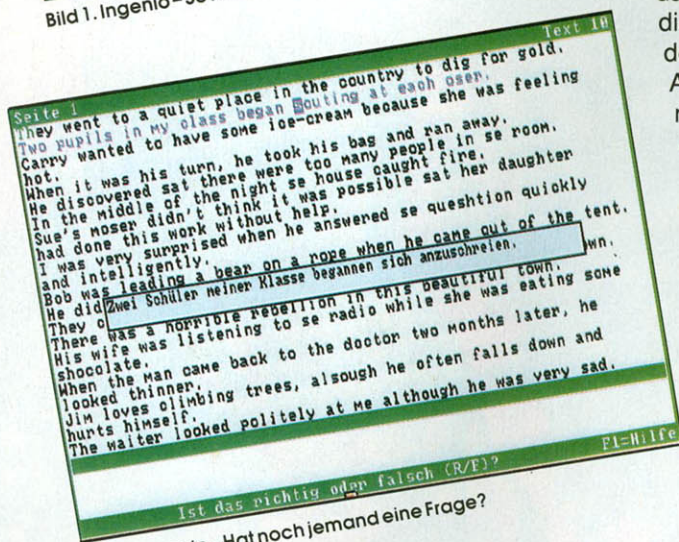 Bild 1. Ingenio
Seite 1 Text 10
They went to a quiet place in the country to dig for gold.
Two pupils in my class began souting at each oser.
Carry wanted to have some ice-cream because she was feeling
hot.
When it was his turn, he took his bag and ran away.
He discovered sat there were too many people in se room.
In the middle of the night se house caught fire.
Sue's moser didn't think it was possible sat her daughter
had done this work without help.
I was very surprised when he answered se queshtion quickly
and intelligently.
Bob was leading a bear on a rope when he came out of the tent.
He did wn.
Zwei Schüler meiner Klasse begannen sich anzuschreien.
They c
There was a horrible rebellion in this beautiful town.
His wife was listening to se radio while she was eating some
shocolate.
When the man came back to the doctor two months later, he
looked thinner.
Jim loves climbing trees, alsough he often falls down and
hurts himself.
The waiter looked politely at me although he was very sad.
Ist das richtig oder falsch (R/F)? F1=Hilfe
Hat noch jemand eine Frage?